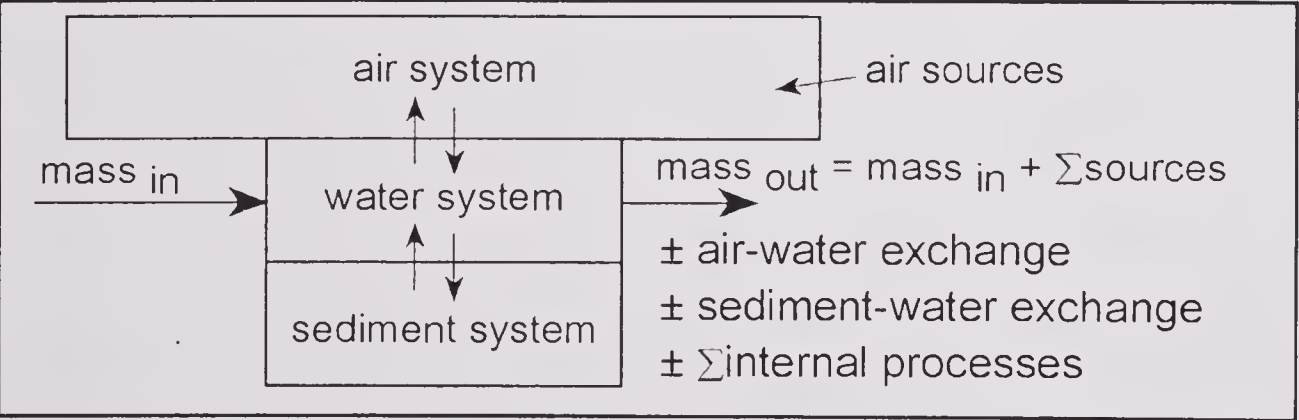 air system
air sources
mass in
water system
mass out = mass in + ∑sources
± air-water exchange
± sediment-water exchange
sediment system
± ∑internal processes